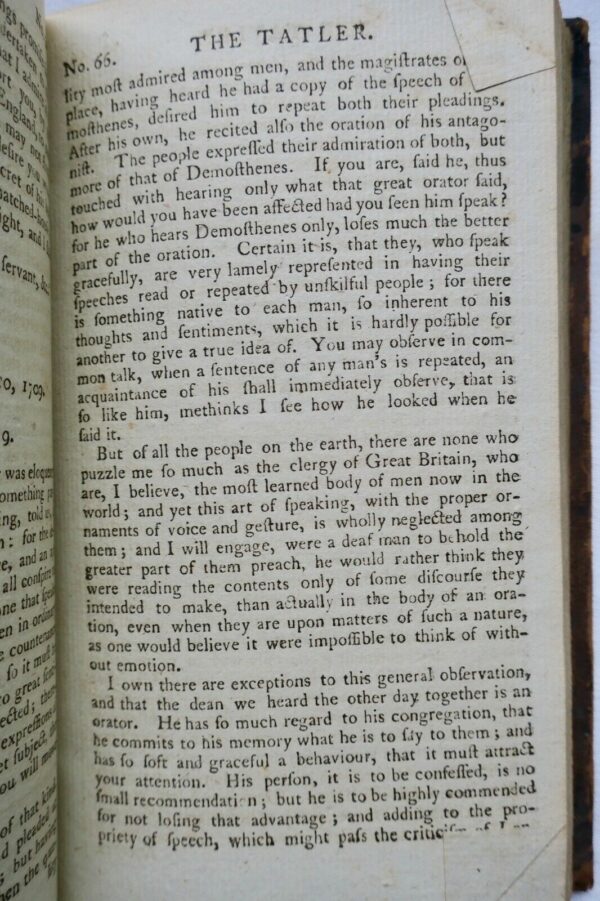 No. 66.
THE TATLER.
lity moſt admired among men, and the magiſtrates o
place, having heard he had a copy of the ſpeech of
moſthenes, deſired him to repeat both their pleadings.
After his own, he recited alſo the oration of his antago-
niſt. The people expreſſed their admiration of both, but
more of that of Demoſthenes. If you are, ſaid he, thus
touched with hearing only what that great orator ſaid,
how would you have been affected had you ſeen him ſpeak?
for he who hears Demoſthenes only, loſes much the better
part of the oration. Certain it is, that they, who ſpeak
gracefully, are very lamely repreſented in having their
ſpeeches read or repeated by unſkilful people; for there
is ſomething native to each man, ſo inherent to his
thoughts and ſentiments, which it is hardly poſſible for
another to give a true idea of. You may obſerve in com-
mon talk, when a ſentence of any man's is repeated, an
acquaintance of his ſhall immediately obſerve, that is
ſo like him, methinks I ſee how he looked when he
ſaid it.
But of all the people on the earth, there are none who
puzzle me ſo much as the clergy of Great Britain, who
are, I believe, the moſt learned body of men now in the
world; and yet this art of ſpeaking, with the proper or-
naments of voice and geſture, is wholly neglected among
them; and I will engage, were a deaf man to behold the
greater part of them preach, he would rather think they
were reading the contents only of ſome diſcourſe they
intended to make, than actually in the body of an ora-
tion, even when they are upon matters of ſuch a nature,
as one would believe it were impoſſible to think of with-
out emotion.
I own there are exceptions to this general obſervation,
and that the dean we heard the other day together is an
orator. He has ſo much regard to his congregation, that
he commits to his memory what he is to ſay to them; and
has ſo ſoft and graceful a behaviour, that it muſt attract
your attention. His perſon, it is to be confeſſed, is no
ſmall recommendation; but he is to be highly commended
for not loſing that advantage; and adding to the pro-
priety of ſpeech, which might paſs the